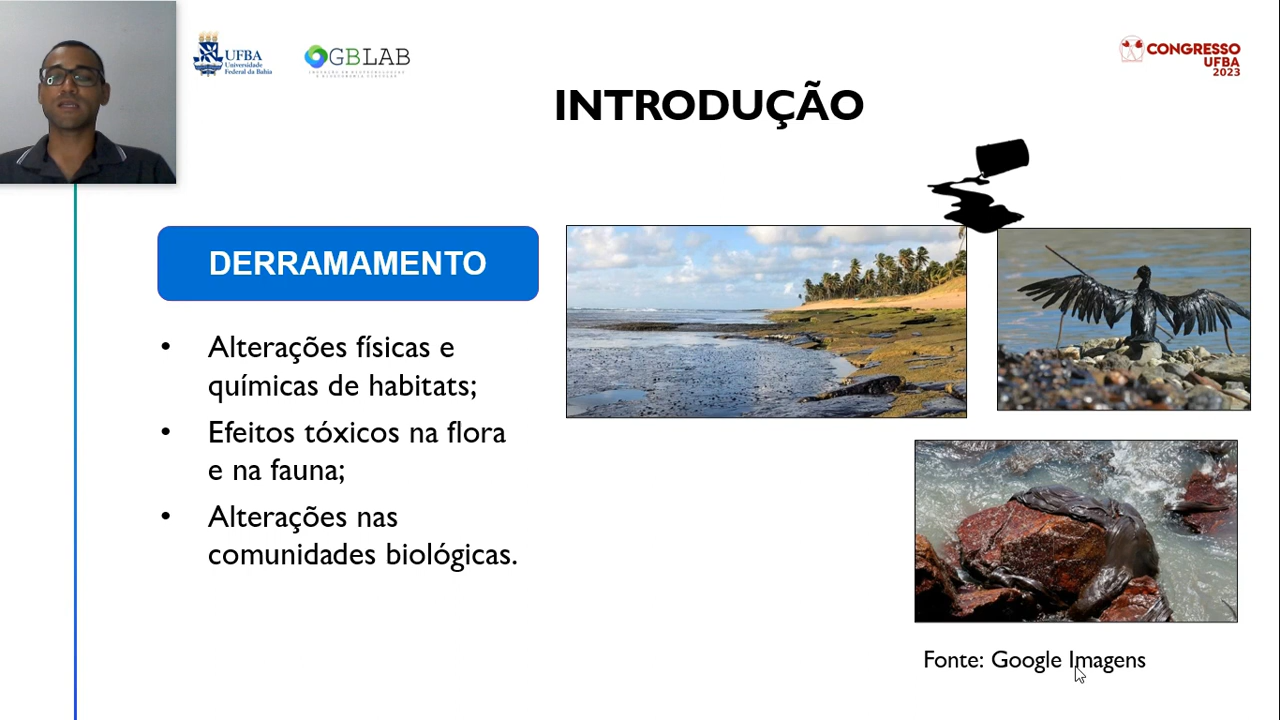 UFBA
Universidade
Federal da Bahia
GBLAB
CONGRESSO
UFBA
2023
INTRODUÇÃO
DERRAMAMENTO
• Alterações físicas e
químicas de habitats;
• Efeitos tóxicos na flora
e na fauna;
• Alterações nas
comunidades biológicas.
Fonte: Google Imagens